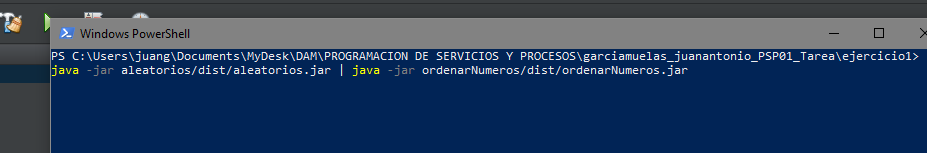 Windows PowerShell
PS C:\Users\juang\Documents\MyDesk\DAM\PROGRAMACION DE SERVICIOS Y PROCESOS\garciamuelas_juanantonio_PSP01_Tarea\ejercicio1>
java -jar aleatorios/dist/aleatorios.jar | java -jar ordenarNumeros/dist/ordenarNumeros.jar